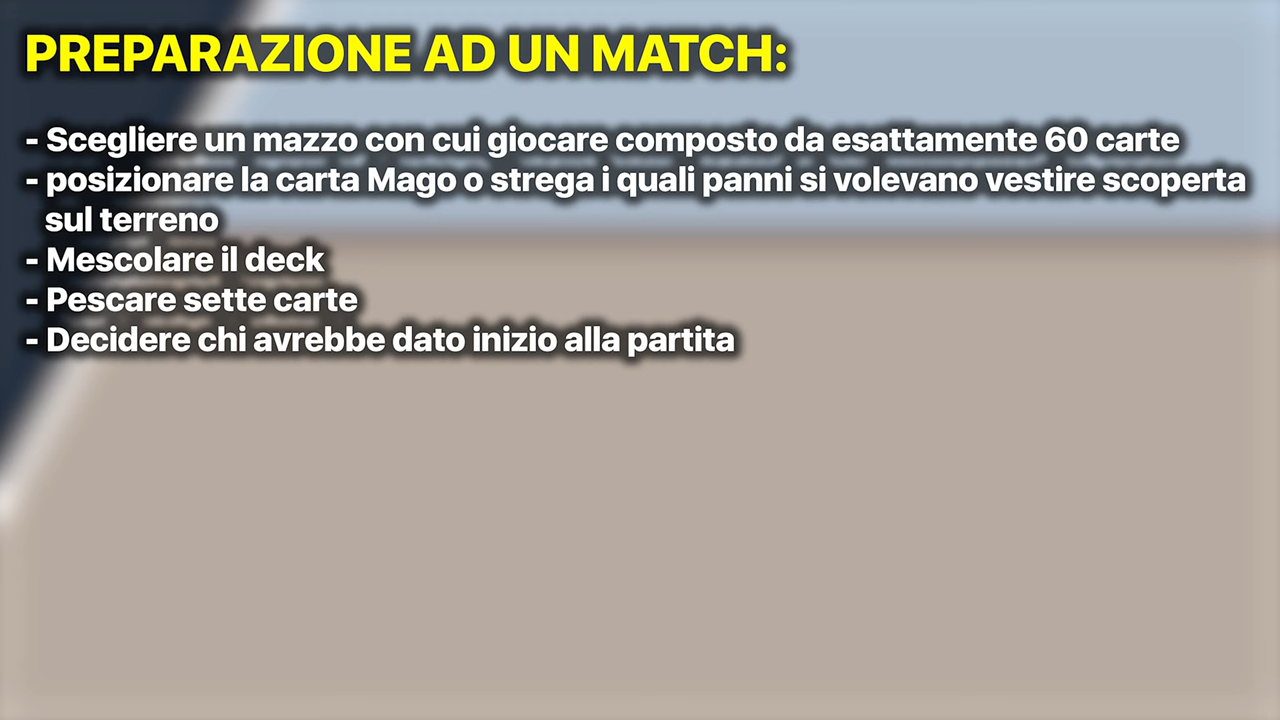 PREPARAZIONE AD UN MATCH:
- Scegliere un mazzo con cui giocare composto da esattamente 60 carte
- posizionare la carta Mago o strega i quali panni si volevano vestire scoperta
sul terreno
- Mescolare il deck
- Pescare sette carte
- Decidere chi avrebbe dato inizio alla partita